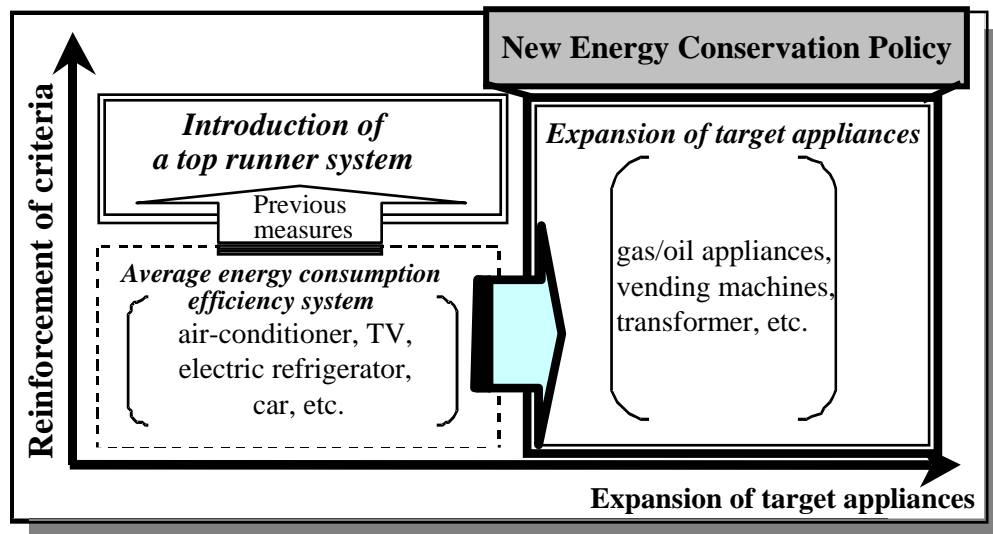 New Energy Conservation Policy
Reinforcement of criteria
Introduction of
a top runner system
Previous
measures
Average energy consumption
efficiency system
air-conditioner, TV,
electric refrigerator,
car, etc.
Expansion of target appliances
gas/oil appliances,
vending machines,
transformer, etc.
Expansion of target appliances